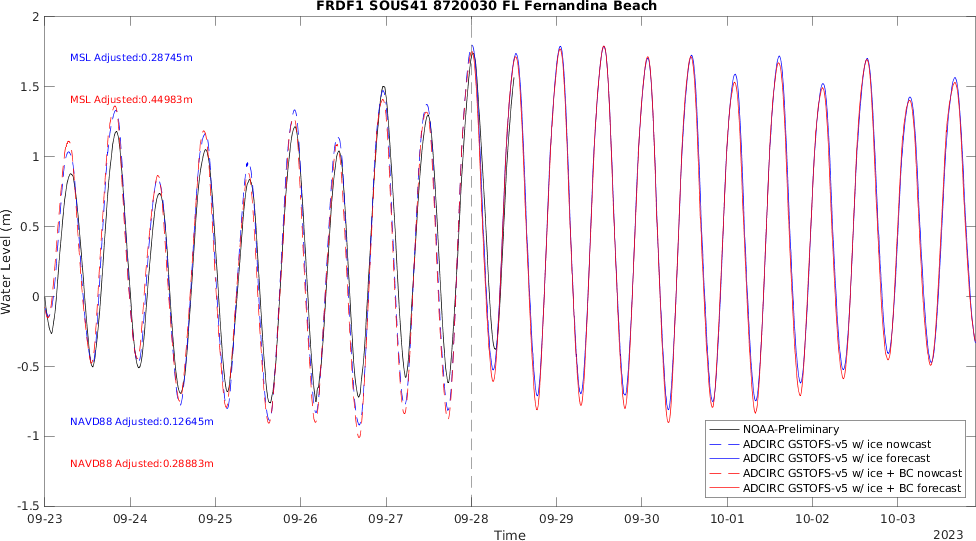 FRDF1 SOUS41 8720030 FL Fernandina Beach
2
1.5
1
0.5
0
-0.5
-1
-1.5
Water Level (m)
MSL Adjusted:0.28745m
MSL Adjusted:0.44983m
NAVD88 Adjusted:0.12645m
NAVD88 Adjusted:0.28883m
NOAA-Preliminary
ADCIRC GSTOFS-v5 w/ ice nowcast
ADCIRC GSTOFS-v5 w/ ice forecast
ADCIRC GSTOFS-v5 w/ ice + BC nowcast
ADCIRC GSTOFS-v5 w/ ice + BC forecast
09-23 09-24 09-25 09-26 09-27 09-28 09-29 09-30 10-01 10-02 10-03
Time
2023